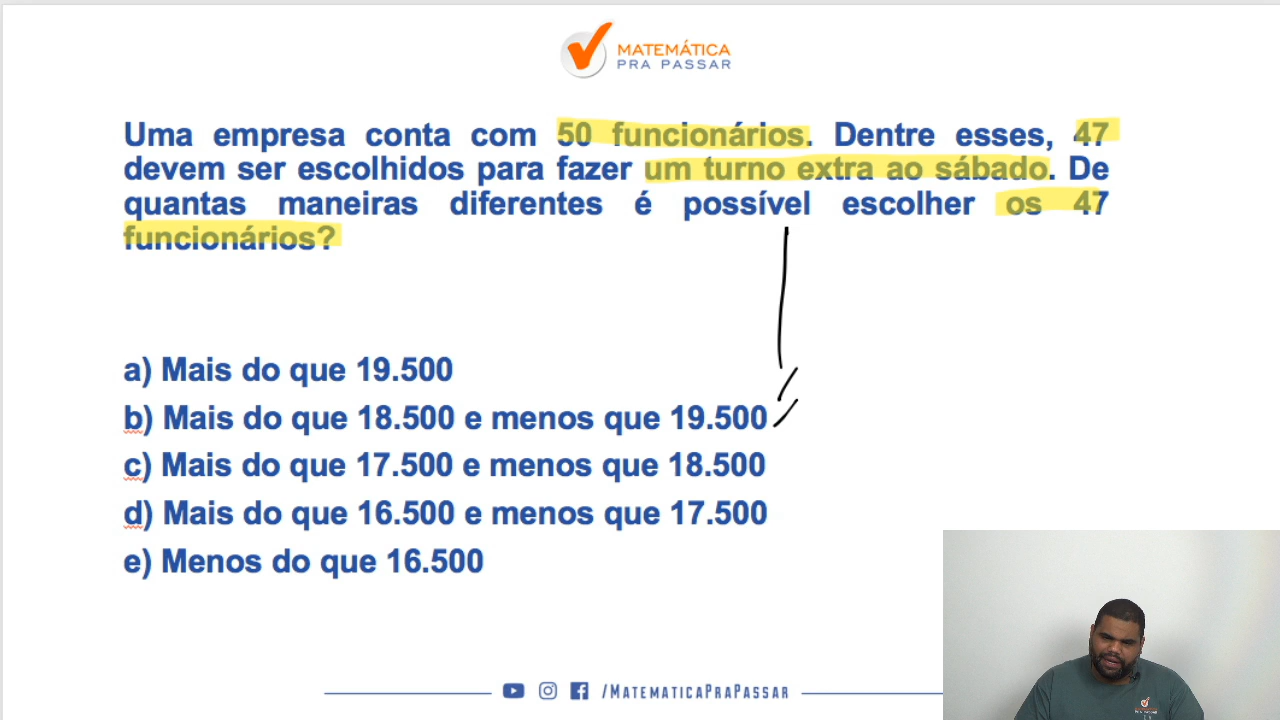 MATEMÁTICA
PRA PASSAR
Uma empresa conta com 50 funcionários. Dentre esses, 47
devem ser escolhidos para fazer um turno extra ao sábado. De
quantas maneiras diferentes é possível escolher os 47
funcionários?
a) Mais do que 19.500
b) Mais do que 18.500 e menos que 19.500
c) Mais do que 17.500 e menos que 18.500
d) Mais do que 16.500 e menos que 17.500
e) Menos do que 16.500
/MATEMATICAPRAPASSAR